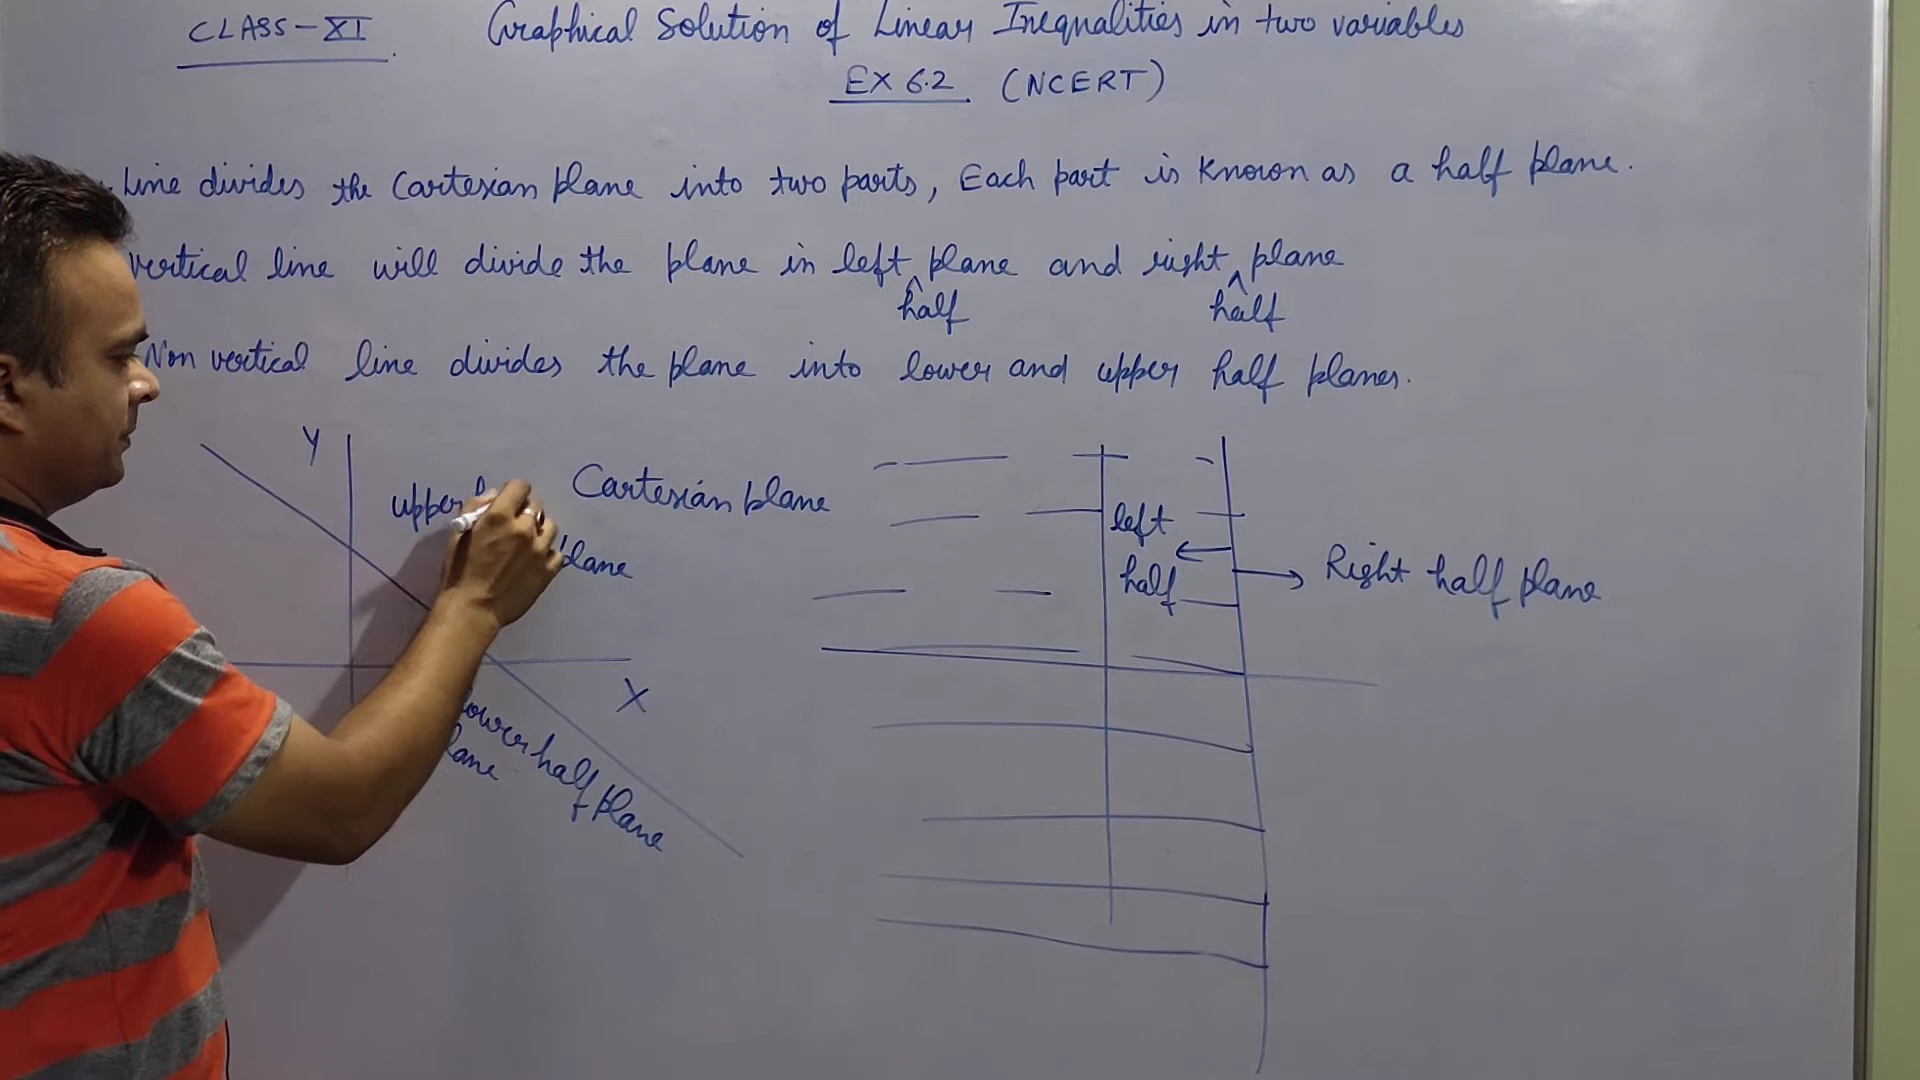 CLASS-XI
Graphical Solution of Linear Inequalities in two variables
EX 6.2 (NCERT)
Line divides the Cartesian plane into two parts, Each part is known as a half plane.
vertical line will divide the plane in left half plane and right half plane
Non vertical line divides the plane into lower and upper half planes.
Y
upper
plane
Cartesian plane
X
lower half plane
left
half
Right half plane